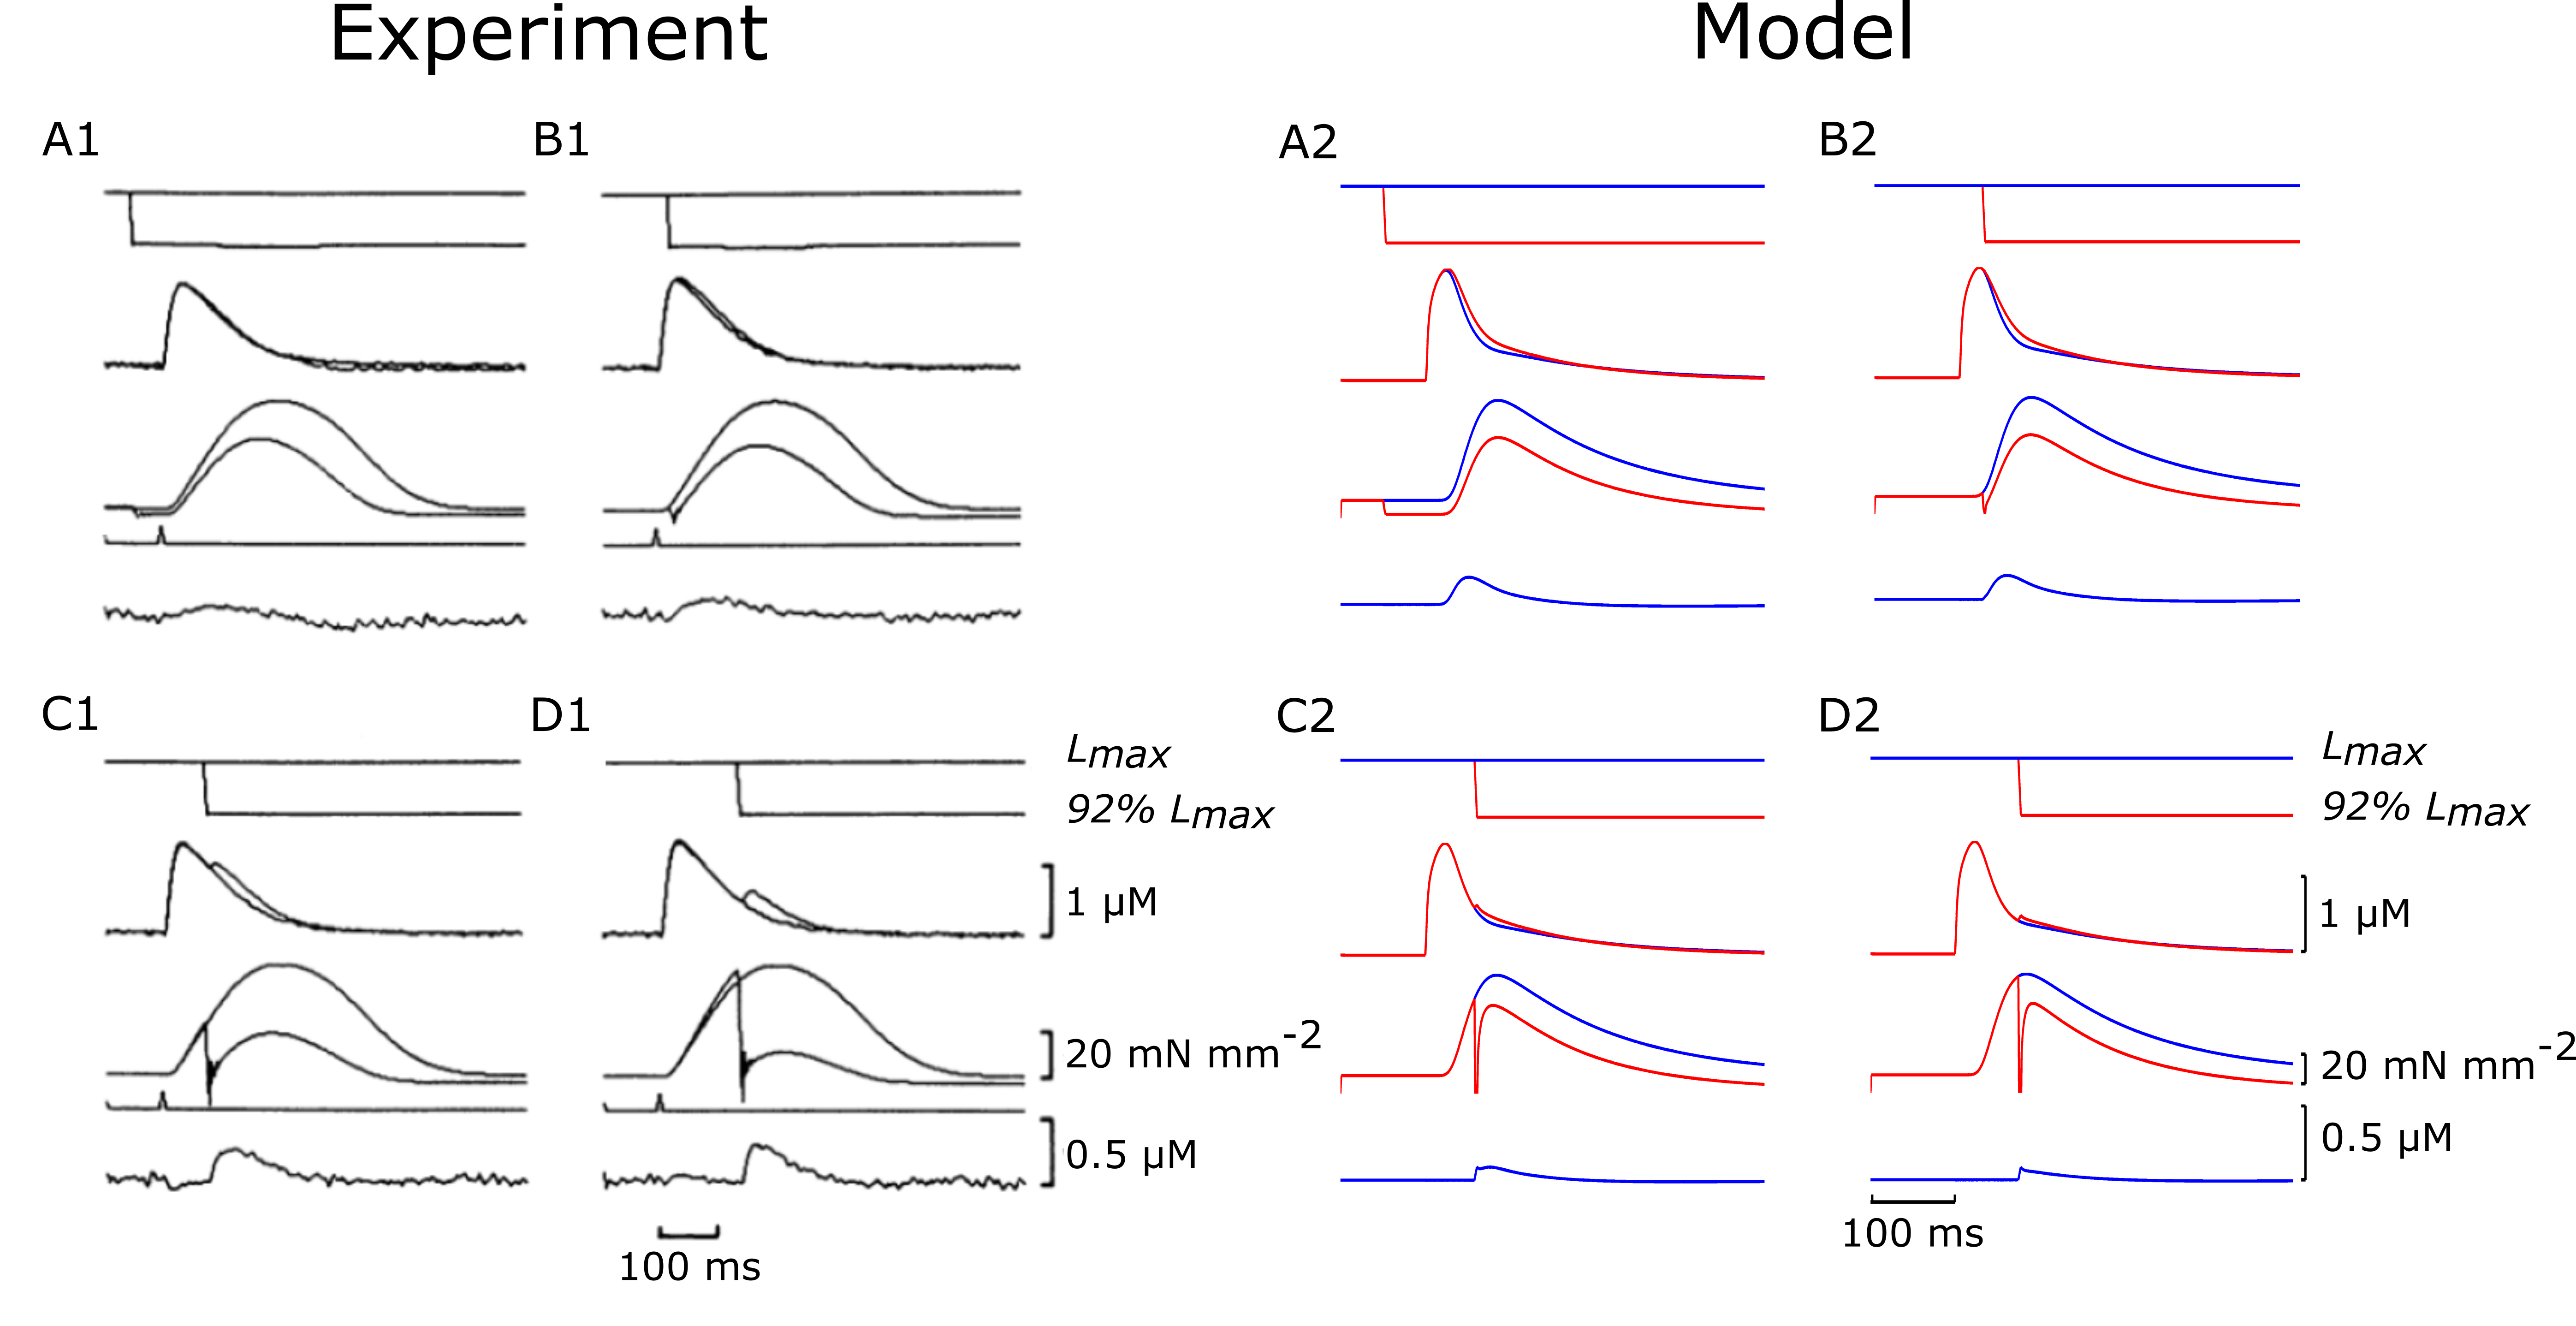 Experiment
Model
A1
B1
A2
B2
C1
D1
Lmax
92% Lmax
1 µM
20 mN mm-2
0.5 µM
100 ms
C2
D2
Lmax
92% Lmax
1 µM
20 mN mm-2
0.5 µM
100 ms